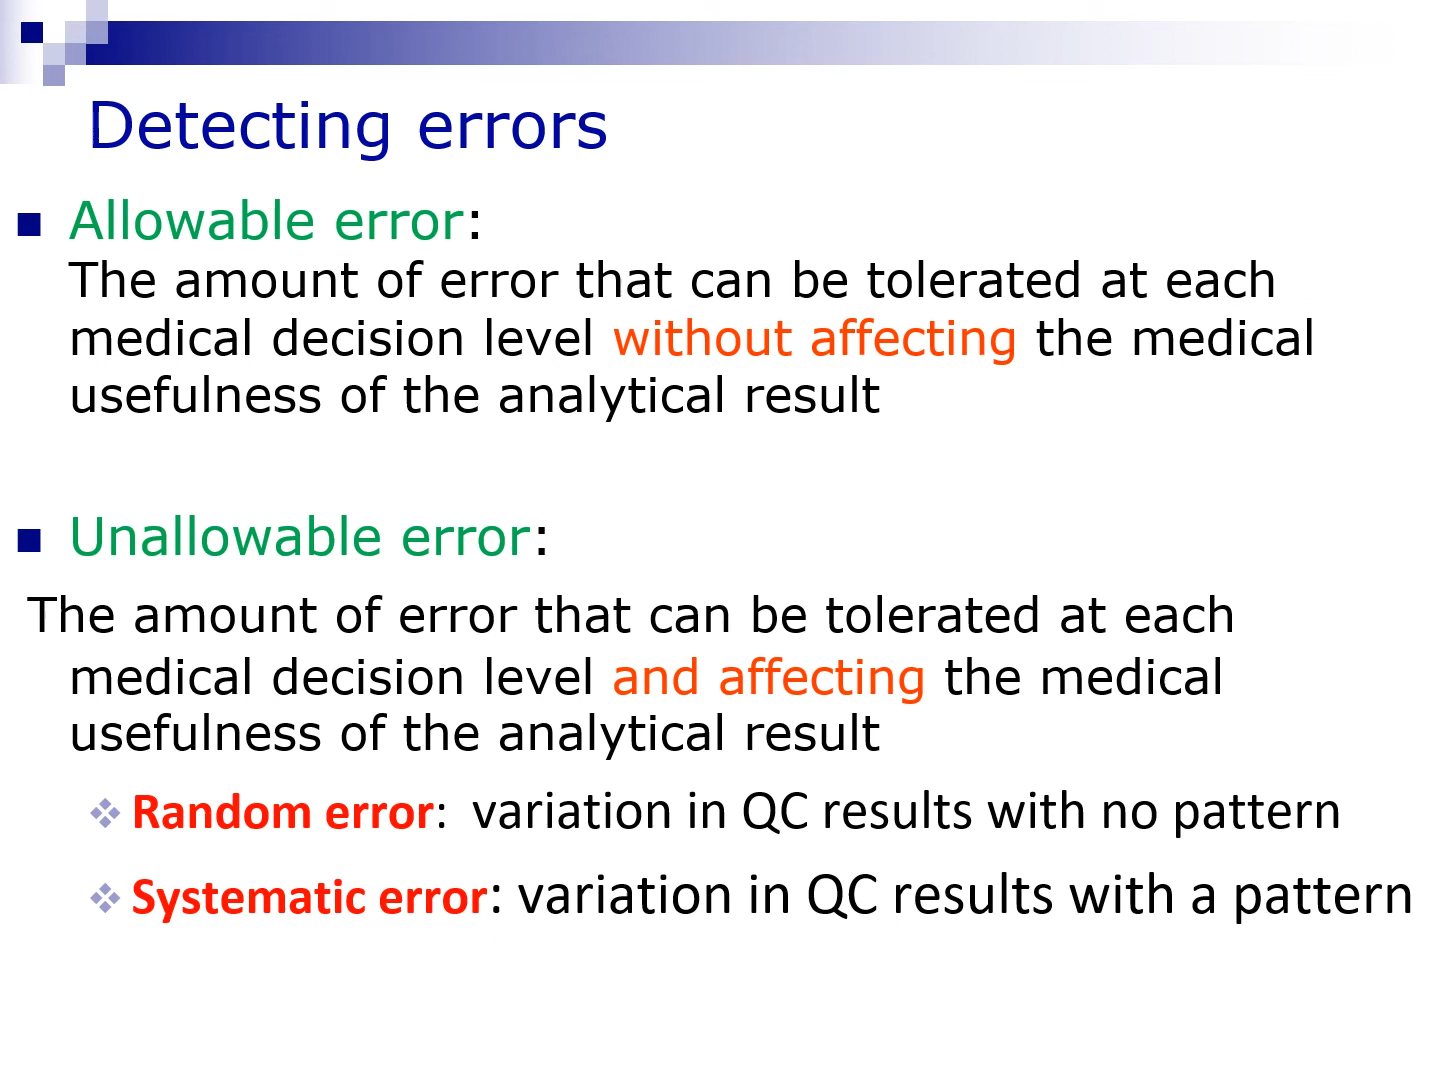 Detecting errors
Allowable error:
The amount of error that can be tolerated at each
medical decision level without affecting the medical
usefulness of the analytical result
Unallowable error:
The amount of error that can be tolerated at each
medical decision level and affecting the medical
usefulness of the analytical result
Random error: variation in QC results with no pattern
Systematic error: variation in QC results with a pattern